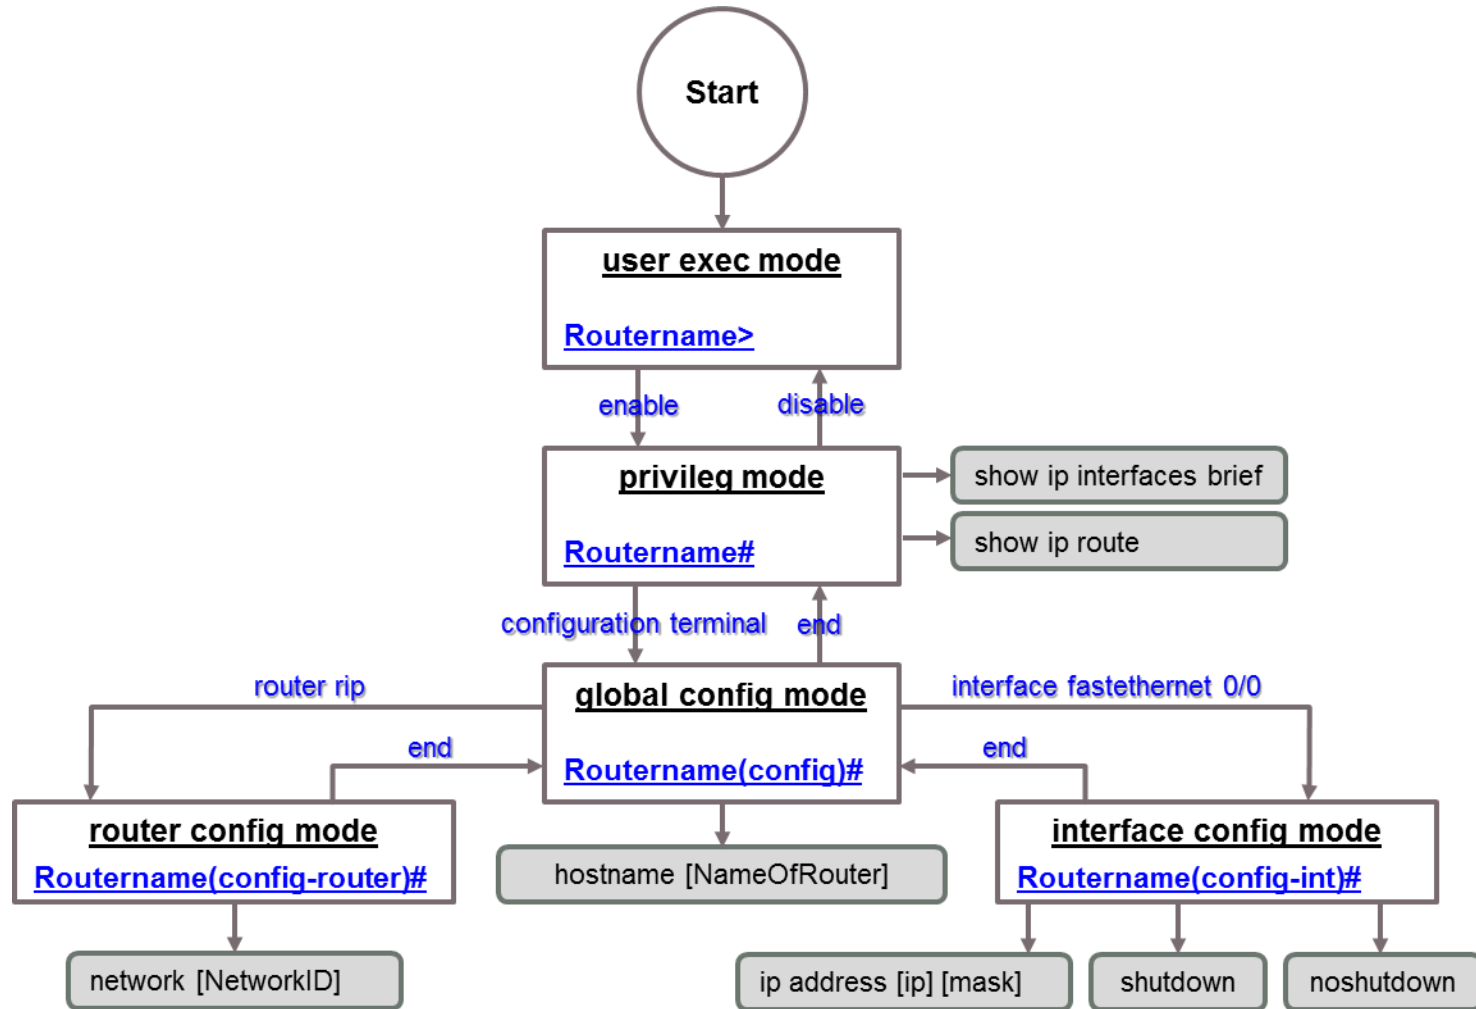 Start
user exec mode
Routername>
enable
disable
privileg mode
Routername#
show ip interfaces brief
show ip route
configuration terminal
end
router rip
global config mode
interface fastethernet 0/0
end
Routername(config)#
end
router config mode
Routername(config-router)#
hostname [NameOfRouter]
interface config mode
Routername(config-int)#
network [NetworkID]
ip address [ip] [mask]
shutdown
noshutdown